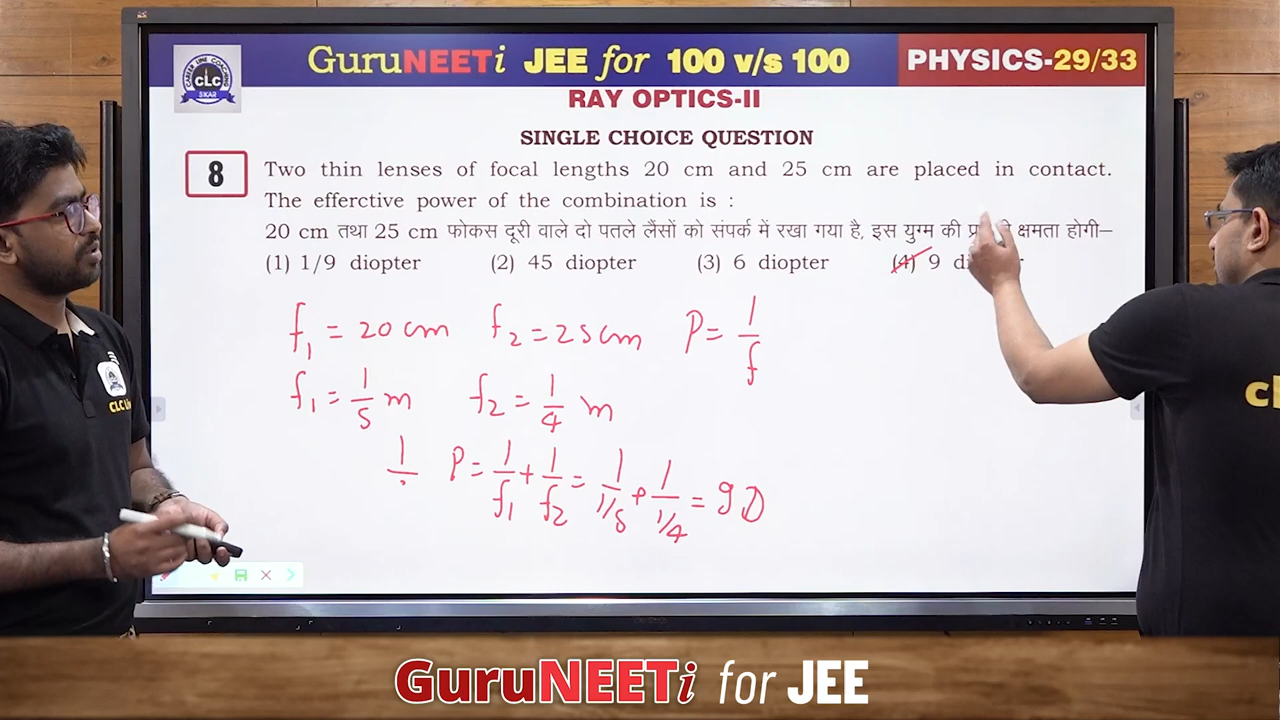 GuruNEETi JEE for 100 v/s 100
PHYSICS-29/33
CLC
SIKAR
RAY OPTICS-II
SINGLE CHOICE QUESTION
8
Two thin lenses of focal lengths 20 cm and 25 cm are placed in contact.
The efferctive power of the combination is :
20 cm तथा 25 cm फोकस दूरी वाले दो पतले लैंसों को संपर्क में रखा गया है, इस युग्म की क्षमता होगी–
(1) 1/9 diopter (2) 45 diopter (3) 6 diopter (4) 9
f₁ = 20 cm f₂ = 25 cm P = 1/f
f₁ = 1/5 m f₂ = 1/4 m
1/ P = 1/f₁ + 1/f₂ = 1/1/5 + 1/1/4 = 9D
CLC
GuruNEETi for JEE